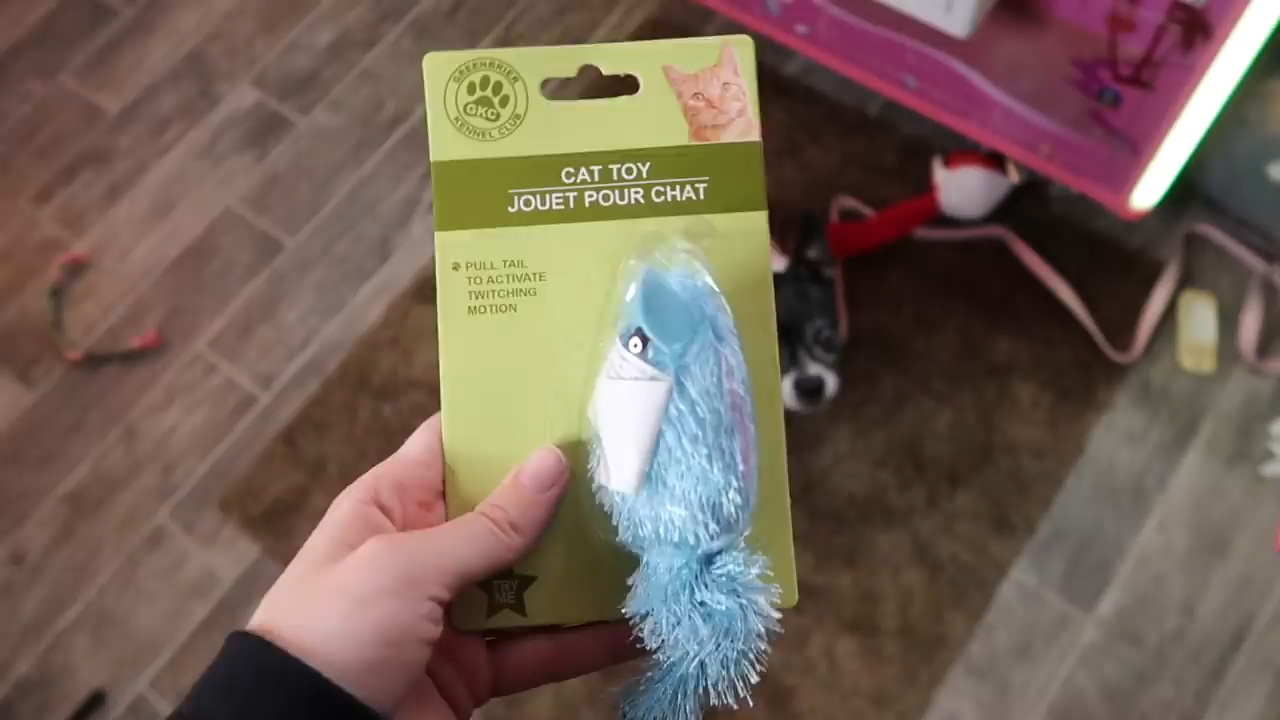 GREENBRIER
GKC
KENNEL CLUB
CAT TOY
JOUET POUR CHAT
PULL TAIL
TO ACTIVATE
TWITCHING
MOTION
TRY
ME